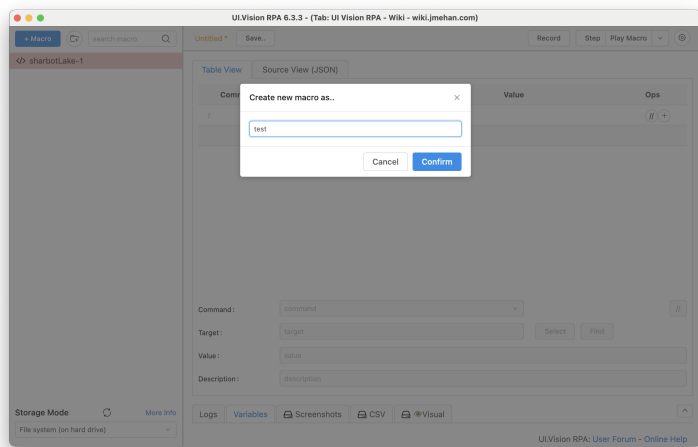 UI.Vision RPA 6.3.3 - (Tab: UI Vision RPA - Wiki - wiki.jmehan.com)
+ Macro search macro
Untitled * Save.. Record Step Play Macro
</> sharbotLake-1
Table View Source View (JSON)
Comm Value Ops
1 // +
Create new macro as..
test
Cancel Confirm
Command : command //
Target : target Select Find
Value : value
Description : description
Storage Mode More Info
File system (on hard drive)
Logs Variables Screenshots CSV Visual
UI.Vision RPA: User Forum - Online Help